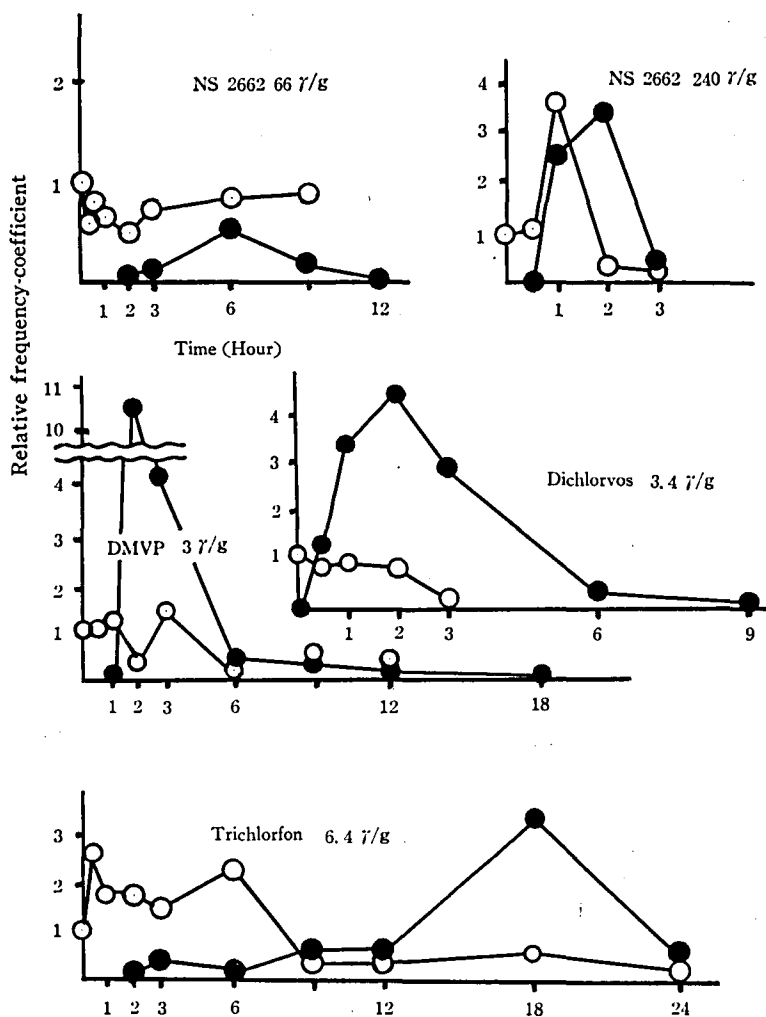 Relative frequency-coefficient
NS 2662 66 γ/g
2
1
1 2 3 6 12
Time (Hour)
NS 2662 240 γ/g
4
3
2
1
1 2 3
DMVP 3 γ/g
11
10
4
3
2
1
1 2 3 6 12 18
Dichlorvos 3.4 γ/g
4
3
2
1
1 2 3 6 9
Trichlorfon 6.4 γ/g
3
2
1
1 2 3 6 12 18 24